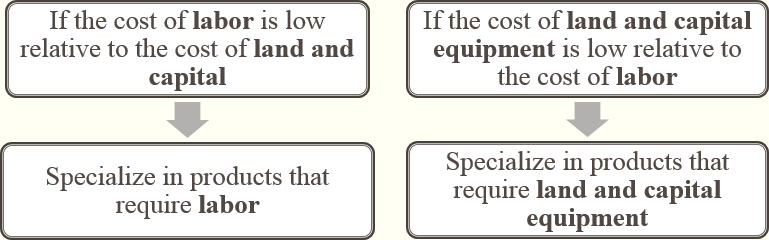 If the cost of labor is low
relative to the cost of land and
capital
Specialize in products that
require labor
If the cost of land and capital
equipment is low relative to
the cost of labor
Specialize in products that
require land and capital
equipment